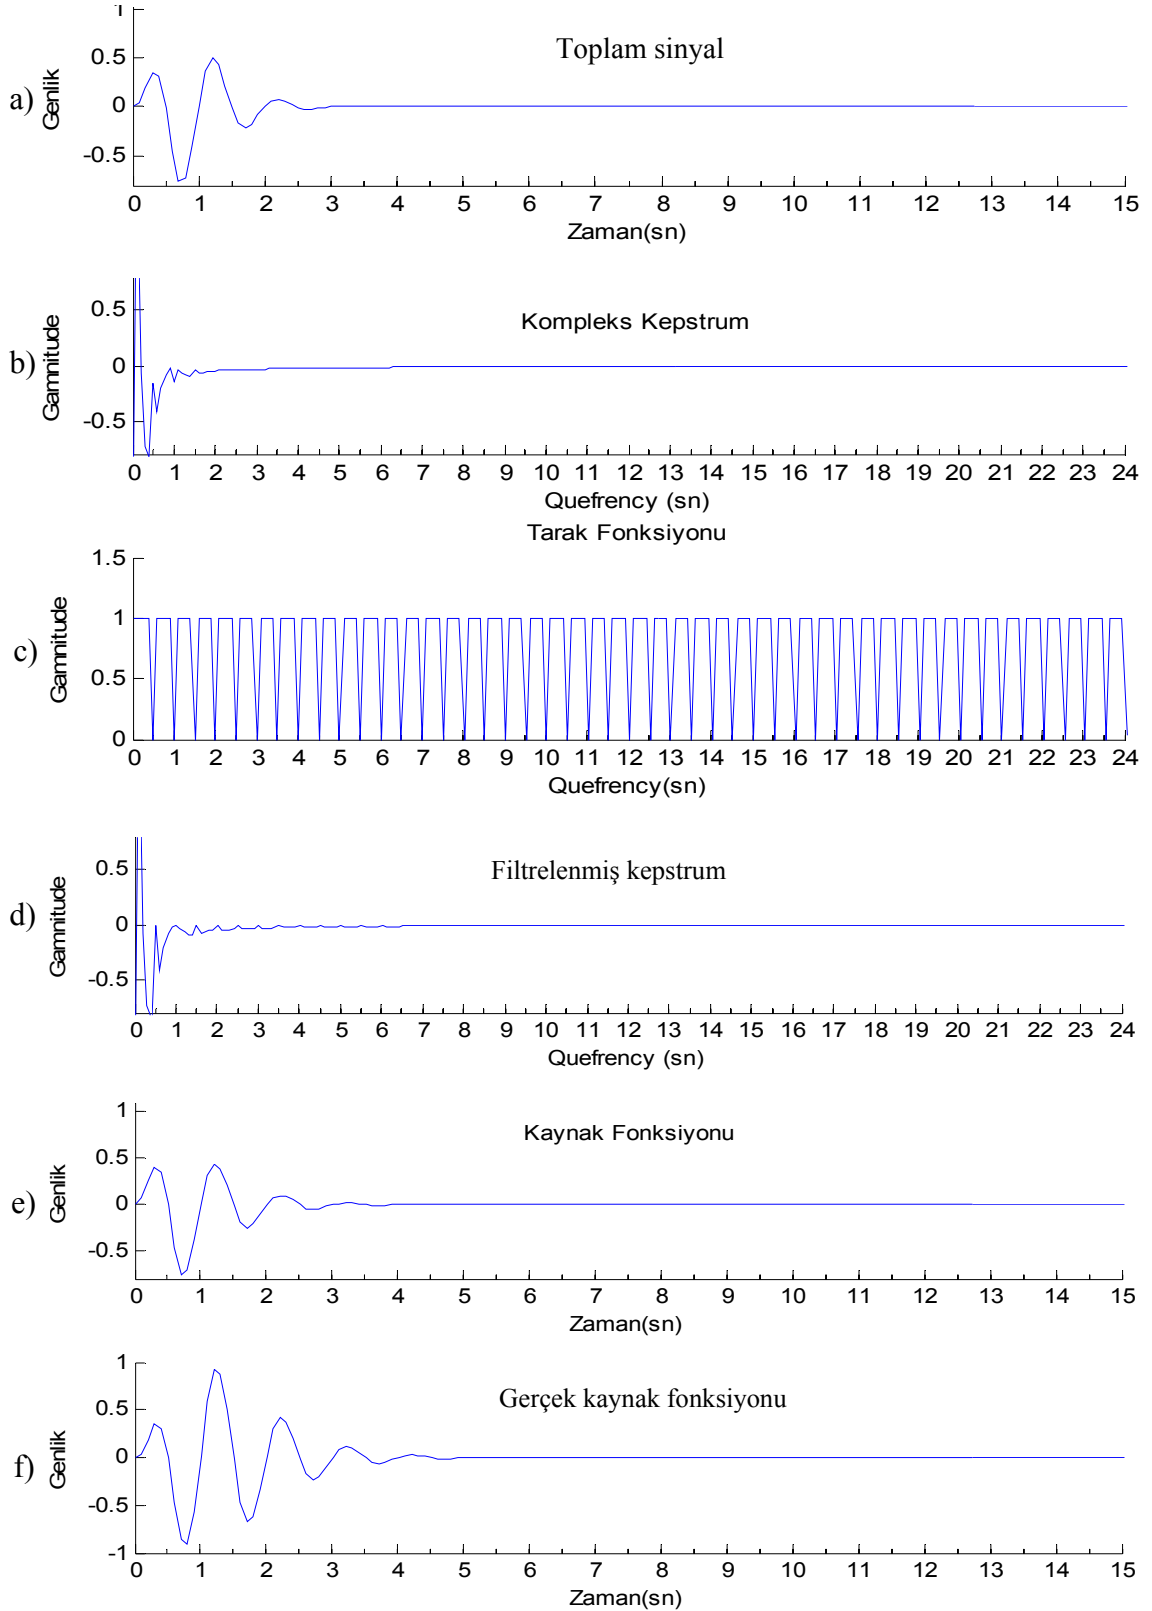 1
0.5
0
-0.5
Genlik
a)
Toplam sinyal
0 1 2 3 4 5 6 7 8 9 10 11 12 13 14 15
Zaman(sn)
0.5
0
-0.5
Gamnitude
b)
Kompleks Kepstrum
0 1 2 3 4 5 6 7 8 9 10 11 12 13 14 15 16 17 18 19 20 21 22 23 24
Quefrency (sn)
Tarak Fonksiyonu
1.5
1
0.5
0
Gamnitude
c)
0 1 2 3 4 5 6 7 8 9 10 11 12 13 14 15 16 17 18 19 20 21 22 23 24
Quefrency(sn)
0.5
0
-0.5
Gamnitude
d)
Filtrelenmiş kepstrum
0 1 2 3 4 5 6 7 8 9 10 11 12 13 14 15 16 17 18 19 20 21 22 23 24
Quefrency (sn)
1
0.5
0
-0.5
Genlik
e)
Kaynak Fonksiyonu
0 1 2 3 4 5 6 7 8 9 10 11 12 13 14 15
Zaman(sn)
1
0.5
0
-0.5
-1
Genlik
f)
Gerçek kaynak fonksiyonu
0 1 2 3 4 5 6 7 8 9 10 11 12 13 14 15
Zaman(sn)